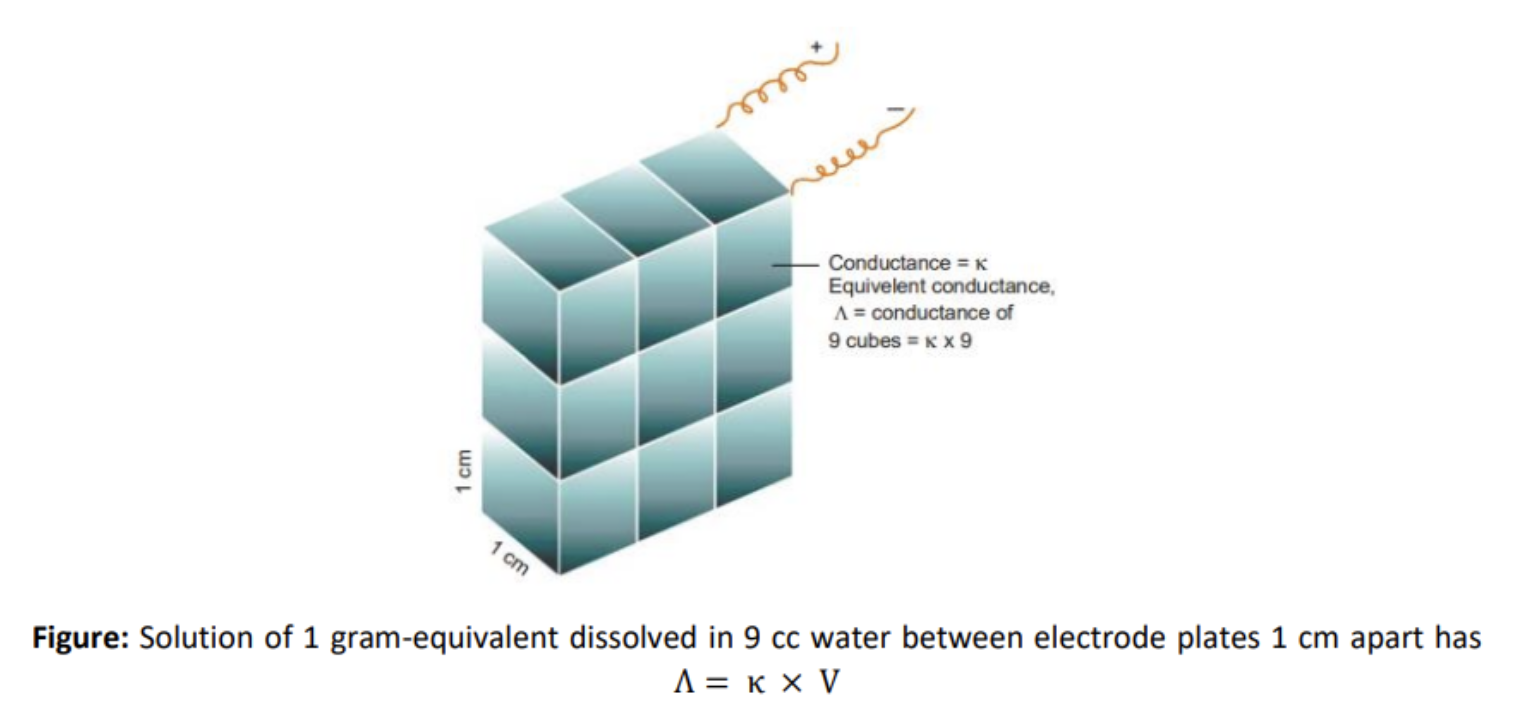 +
−
Conductance = κ
Equivelent conductance,
Λ = conductance of
9 cubes = κ x 9
1 cm
1 cm
Figure: Solution of 1 gram-equivalent dissolved in 9 cc water between electrode plates 1 cm apart has
Λ = κ × V